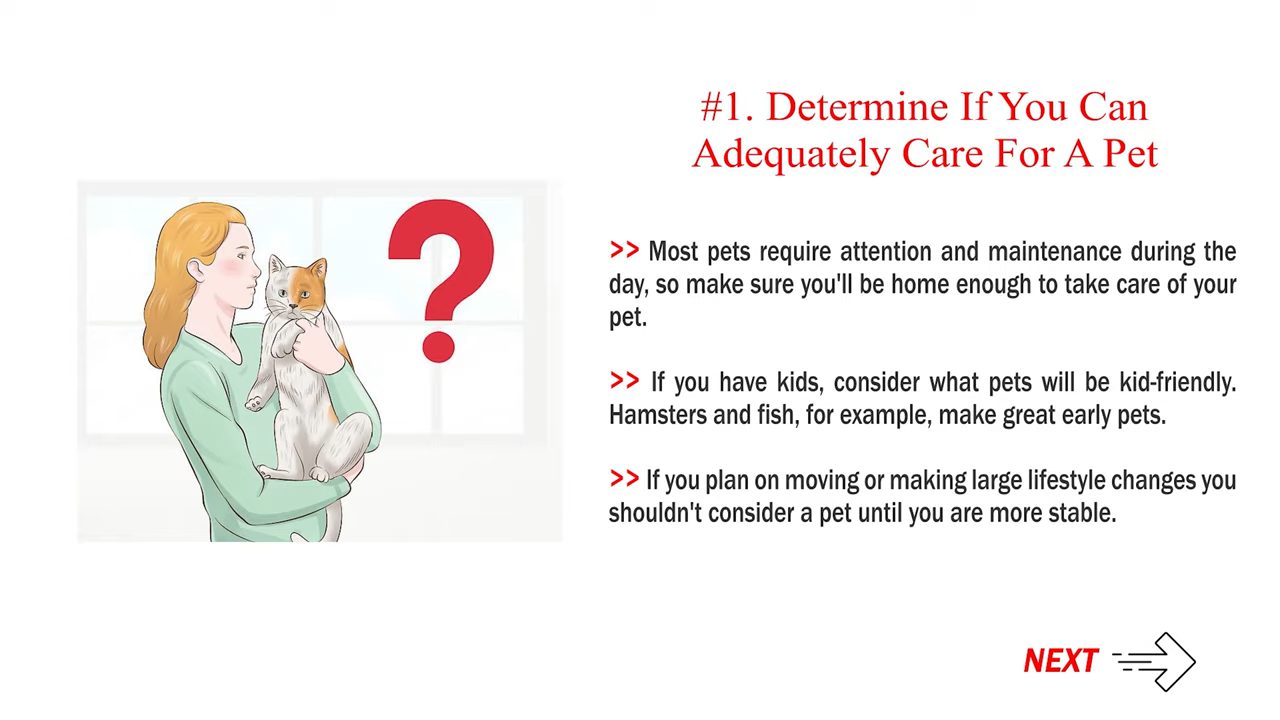 #1. Determine If You Can
Adequately Care For A Pet
>> Most pets require attention and maintenance during the
day, so make sure you'll be home enough to take care of your
pet.
>> If you have kids, consider what pets will be kid-friendly.
Hamsters and fish, for example, make great early pets.
>> If you plan on moving or making large lifestyle changes you
shouldn't consider a pet until you are more stable.
NEXT